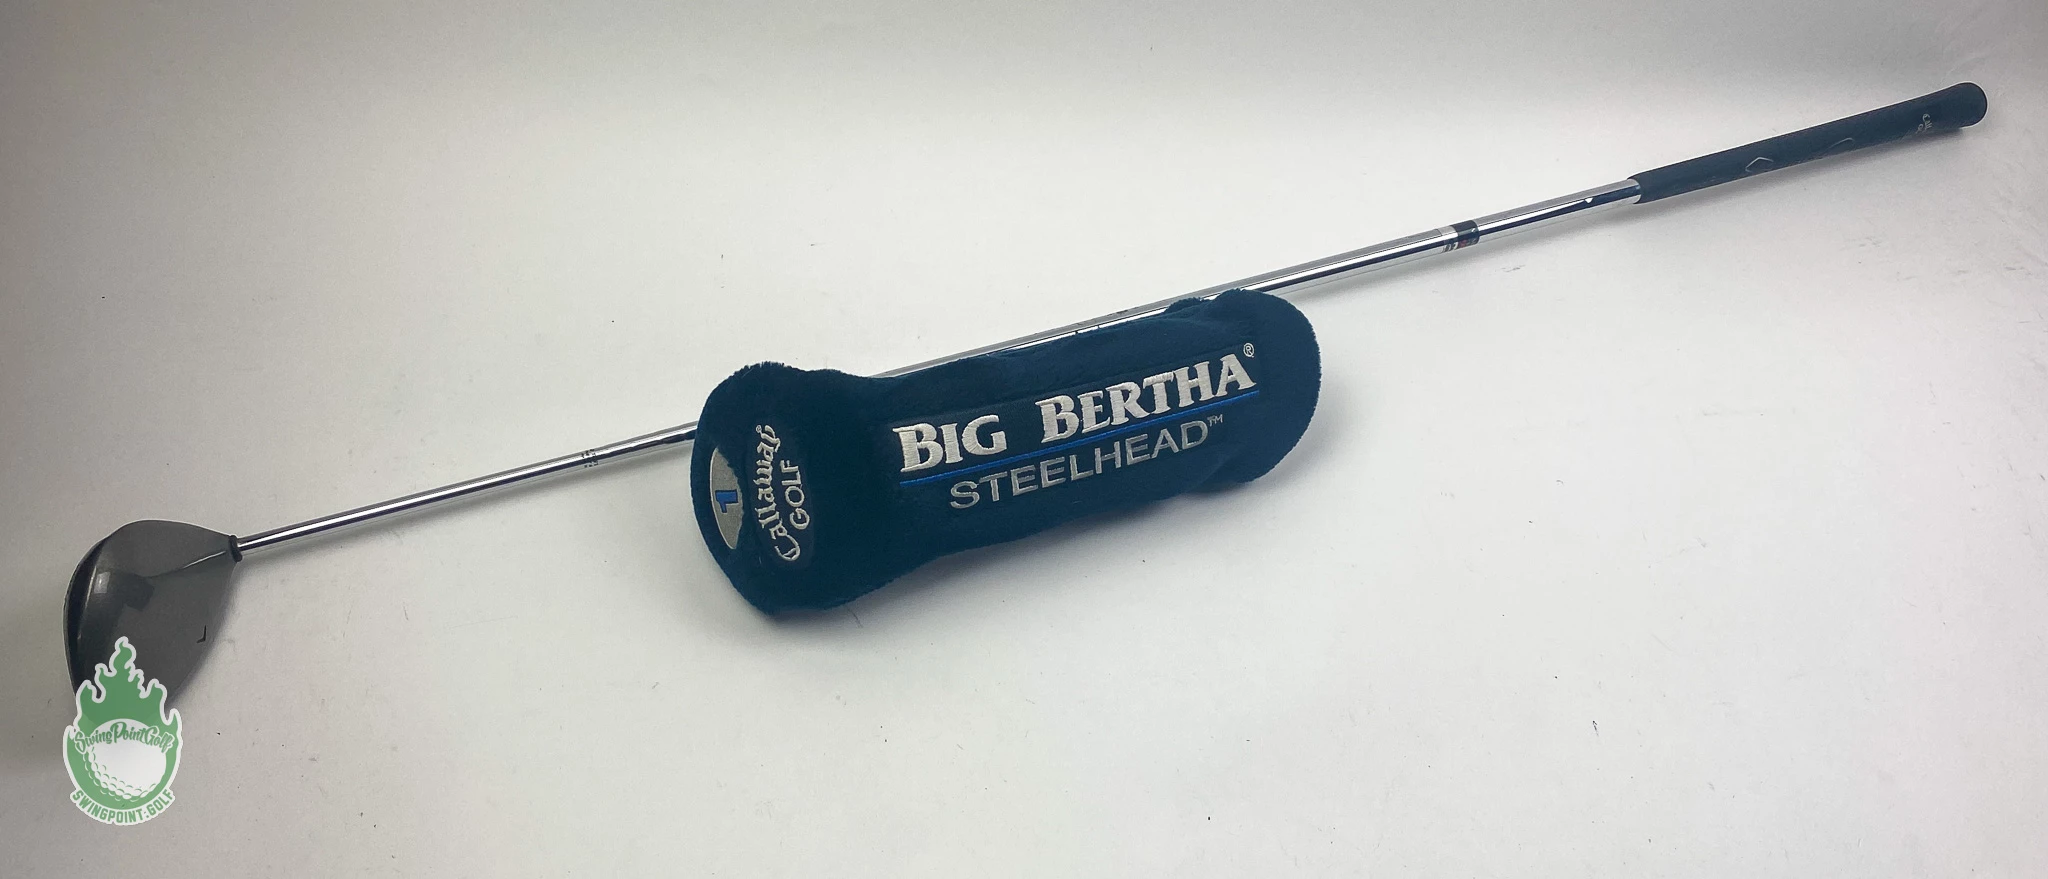 BIG BERTHA®
STEELHEAD™
1
Callaway®
GOLF
SwingPointGolf
SWINGPOINT.GOLF